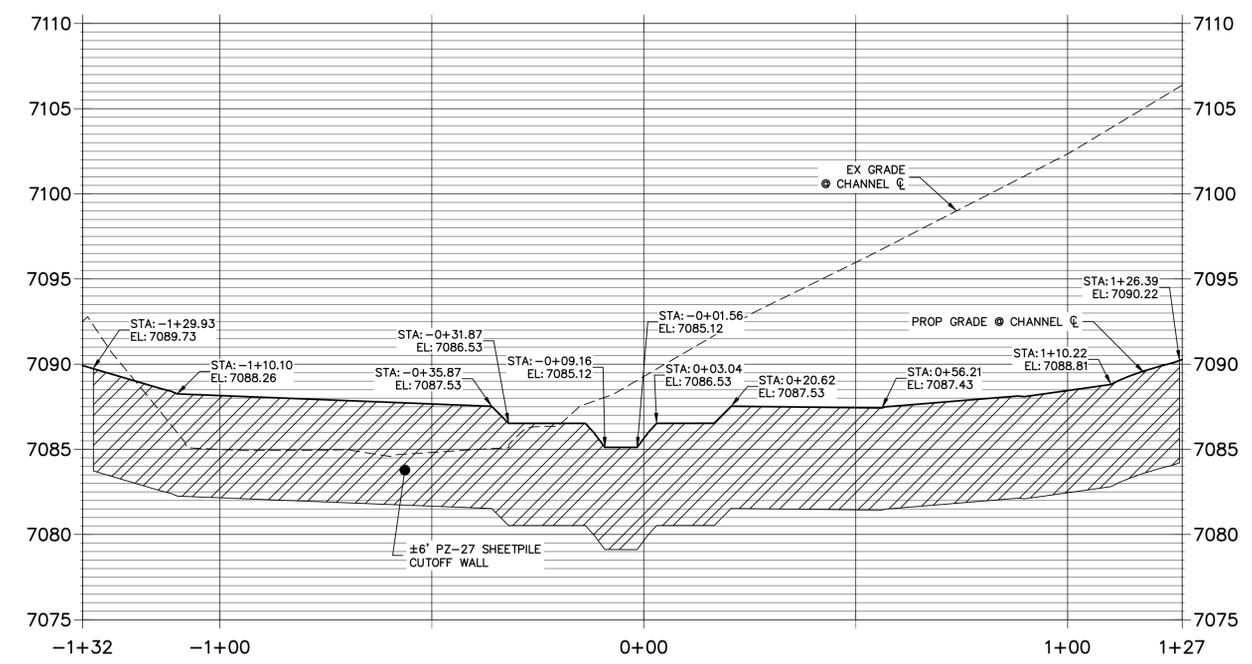 7110
7110
7105
7105
EX GRADE
@ CHANNEL ℄
7100
7100
7095
7095
STA: 1+26.39
EL: 7090.22
STA: -0+01.56
EL: 7085.12
PROP GRADE @ CHANNEL ℄
STA: -1+29.93
EL: 7089.73
STA: -0+31.87
EL: 7086.53
STA: 1+10.22
EL: 7088.81
7090
7090
STA: -1+10.10
EL: 7088.26
STA: -0+09.16
EL: 7085.12
STA: -0+35.87
EL: 7087.53
STA: 0+03.04
EL: 7086.53
STA: 0+20.62
EL: 7087.53
STA: 0+56.21
EL: 7087.43
7085
7085
7080
7080
±6' PZ-27 SHEETPILE
CUTOFF WALL
7075
7075
-1+32
-1+00
0+00
1+00
1+27